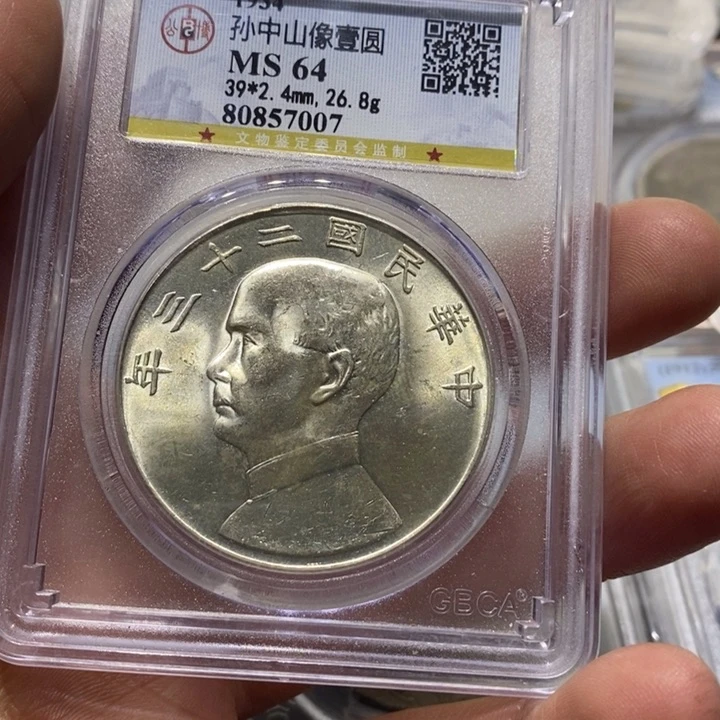 1934
孙中山像壹圆
MS 64
39*2.4mm, 26.8g
80857007
文物鉴定委员会监制
中華民國二十三年
GBCA